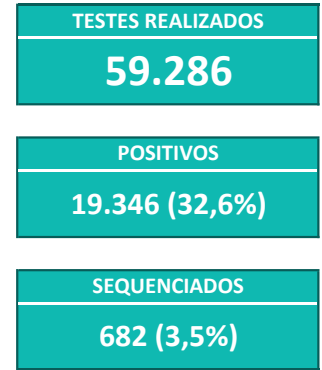 TESTES REALIZADOS
59.286
POSITIVOS
19.346 (32,6%)
SEQUENCIADOS
682 (3,5%)